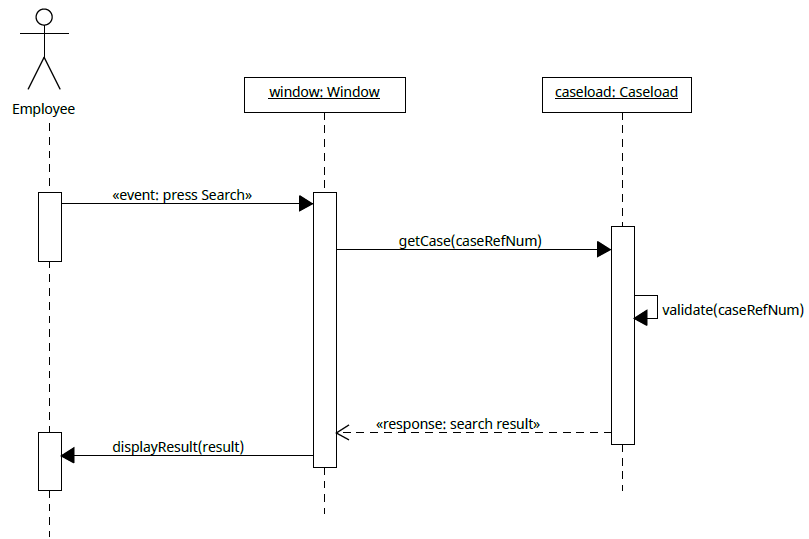 Employee
window: Window
caseload: Caseload
«event: press Search»
getCase(caseRefNum)
validate(caseRefNum)
«response: search result»
displayResult(result)